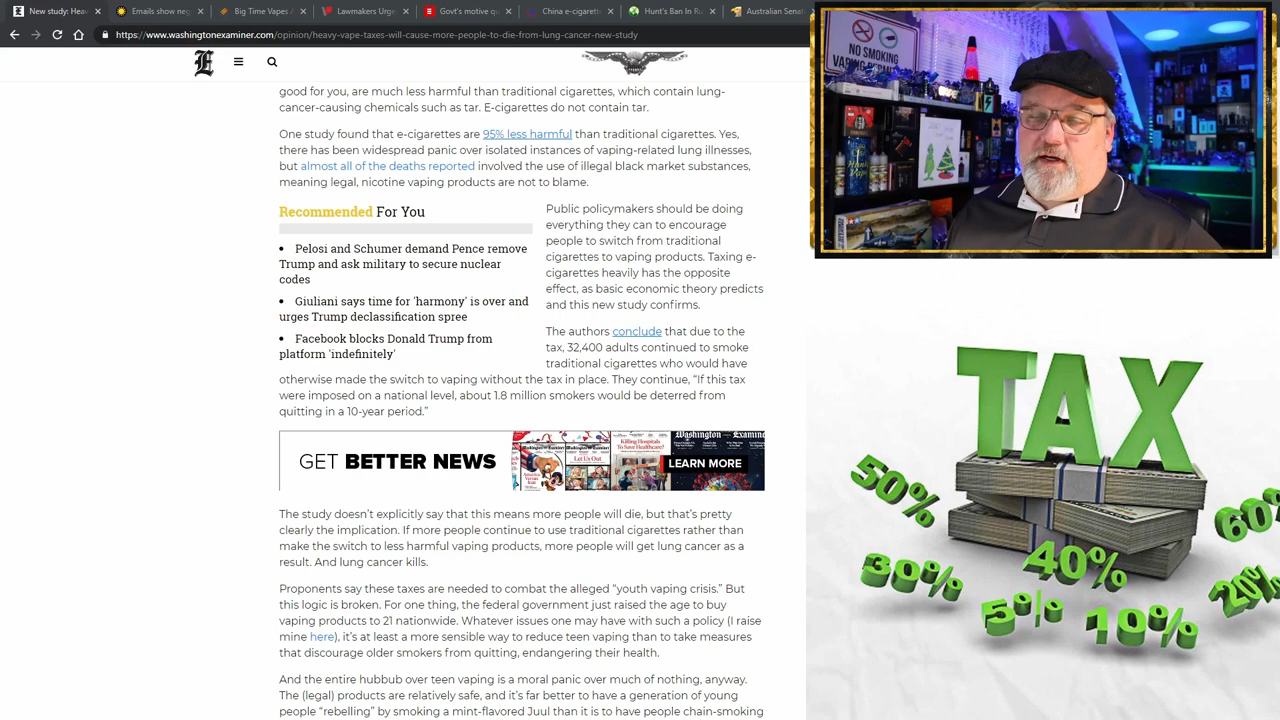 New study: Hea
Emails show ne
Big Time Vapes
Lawmakers Urg
Govt's motive q
China e-cigarett
Hunt's Ban In R
Australian Sena
https://www.washingtonexaminer.com/opinion/heavy-vape-taxes-will-cause-more-people-to-die-from-lung-cancer-new-study
good for you, are much less harmful than traditional cigarettes, which contain lung-
cancer-causing chemicals such as tar. E-cigarettes do not contain tar.
One study found that e-cigarettes are 95% less harmful than traditional cigarettes. Yes,
there has been widespread panic over isolated instances of vaping-related lung illnesses,
but almost all of the deaths reported involved the use of illegal black market substances,
meaning legal, nicotine vaping products are not to blame.
Recommended For You
• Pelosi and Schumer demand Pence remove
Trump and ask military to secure nuclear
codes
• Giuliani says time for 'harmony' is over and
urges Trump declassification spree
• Facebook blocks Donald Trump from
platform 'indefinitely'
Public policymakers should be doing
everything they can to encourage
people to switch from traditional
cigarettes to vaping products. Taxing e-
cigarettes heavily has the opposite
effect, as basic economic theory predicts
and this new study confirms.
The authors conclude that due to the
tax, 32,400 adults continued to smoke
traditional cigarettes who would have
otherwise made the switch to vaping without the tax in place. They continue, “If this tax
were imposed on a national level, about 1.8 million smokers would be deterred from
quitting in a 10-year period.”
GET BETTER NEWS
Washington Examiner
LEARN MORE
The study doesn’t explicitly say that this means more people will die, but that’s pretty
clearly the implication. If more people continue to use traditional cigarettes rather than
make the switch to less harmful vaping products, more people will get lung cancer as a
result. And lung cancer kills.
Proponents say these taxes are needed to combat the alleged “youth vaping crisis.” But
this logic is broken. For one thing, the federal government just raised the age to buy
vaping products to 21 nationwide. Whatever issues one may have with such a policy (I raise
mine here), it’s at least a more sensible way to reduce teen vaping than to take measures
that discourage older smokers from quitting, endangering their health.
And the entire hubbub over teen vaping is a moral panic over much of nothing, anyway.
The (legal) products are relatively safe, and it’s far better to have a generation of young
people “rebelling” by smoking a mint-flavored Juul than it is to have people chain-smoking
NO SMOKING
TAX
50%
60%
40%
30%
20%
5%
10%